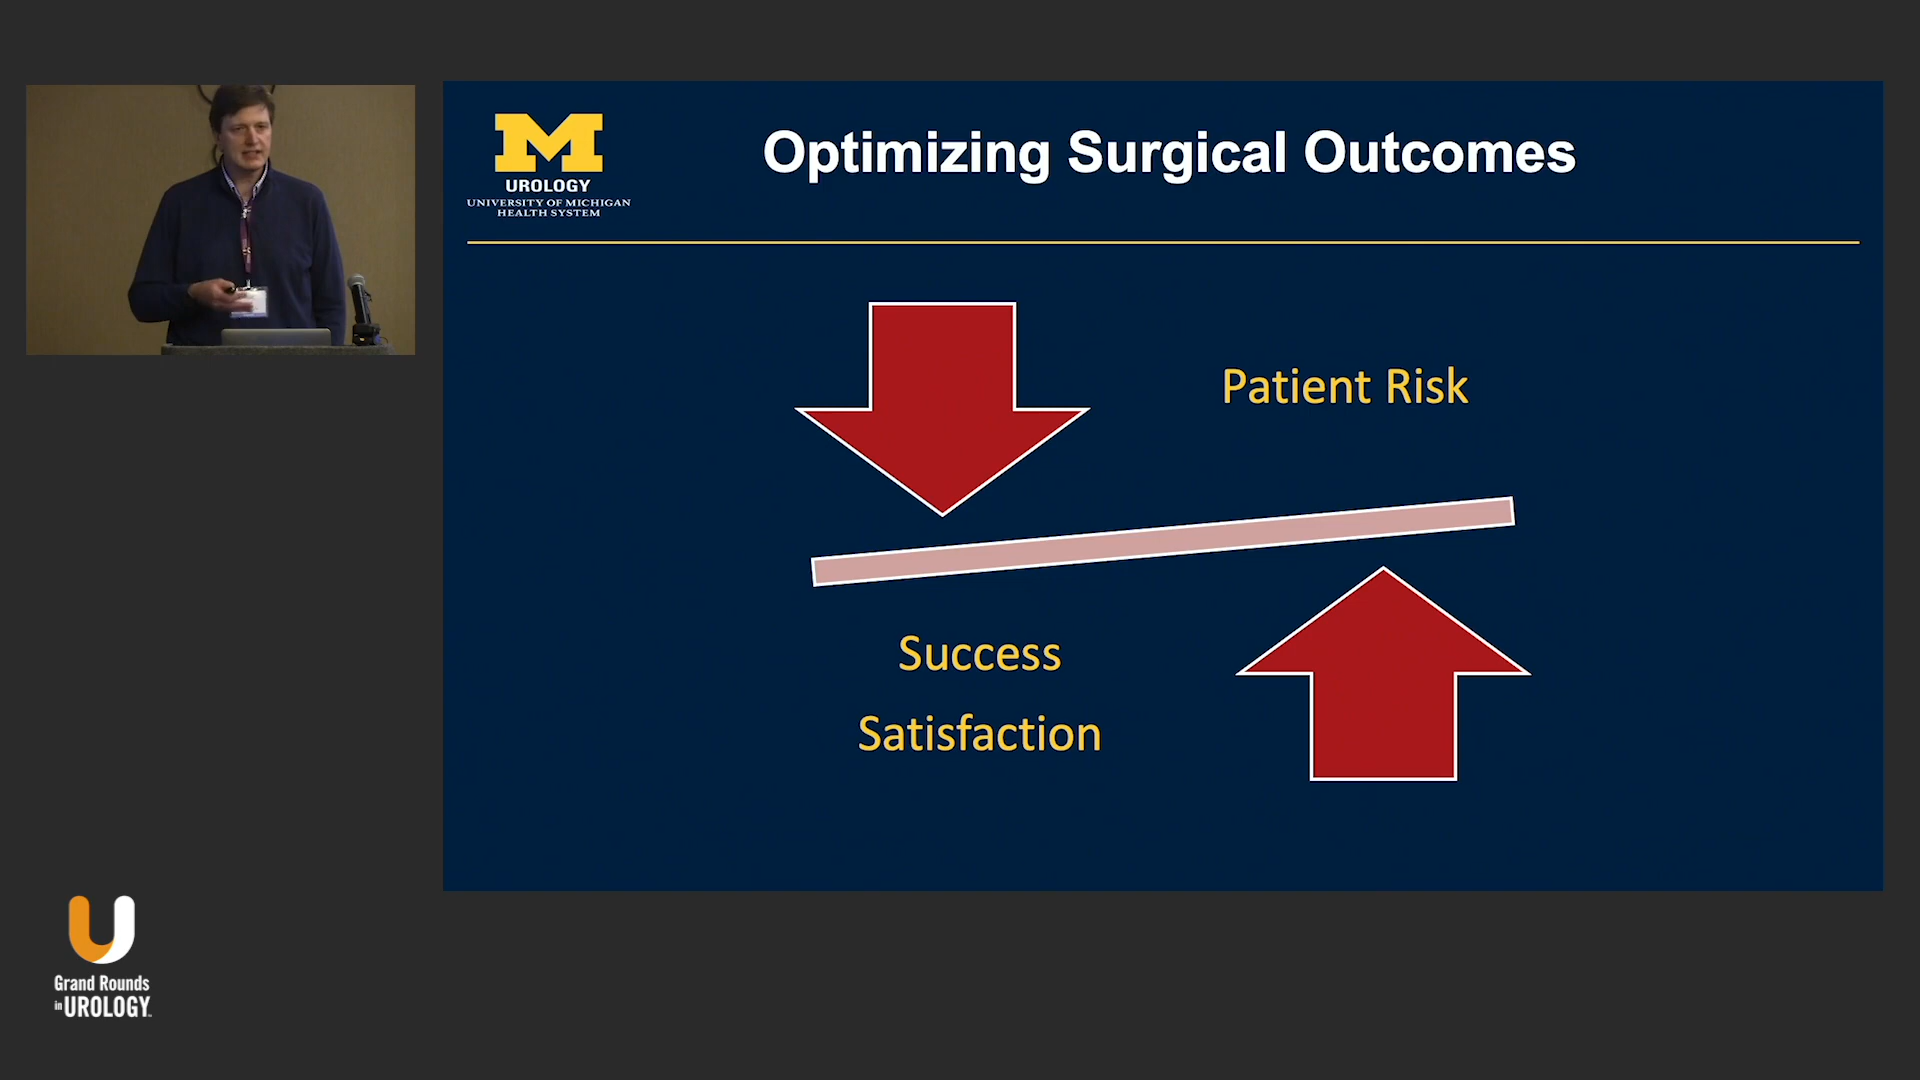 M
UROLOGY
UNIVERSITY OF MICHIGAN
HEALTH SYSTEM
Optimizing Surgical Outcomes
Patient Risk
Success
Satisfaction
U
Grand Rounds
in UROLOGY